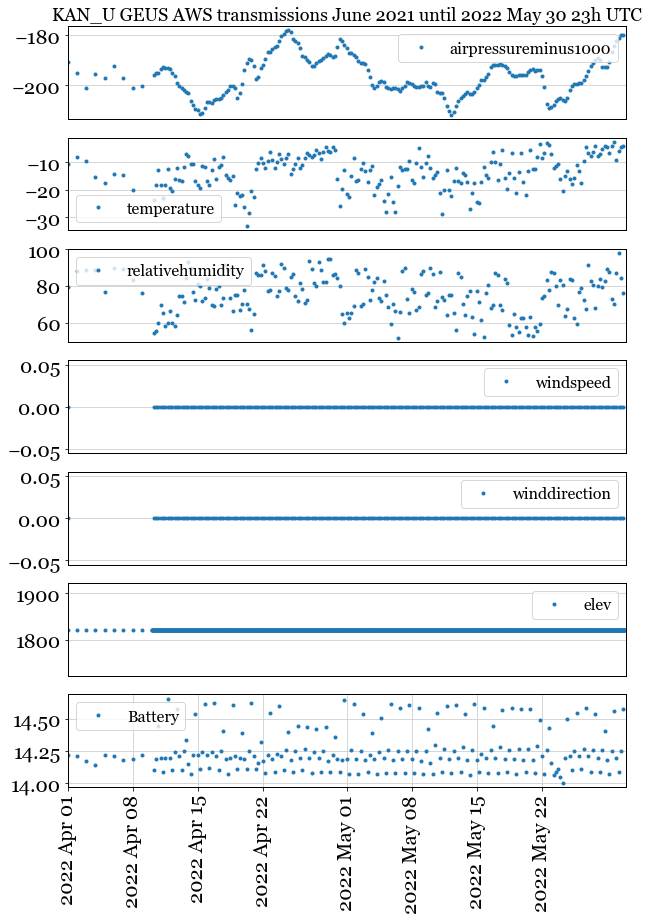 KAN_U GEUS AWS transmissions June 2021 until 2022 May 30 23h UTC
−180
−200
airpressureminus1000
−10
−20
−30
temperature
100
80
60
relativehumidity
0.05
0.00
−0.05
windspeed
0.05
0.00
−0.05
winddirection
1900
1800
elev
14.50
14.25
14.00
Battery
2022 Apr 01
2022 Apr 08
2022 Apr 15
2022 Apr 22
2022 May 01
2022 May 08
2022 May 15
2022 May 22